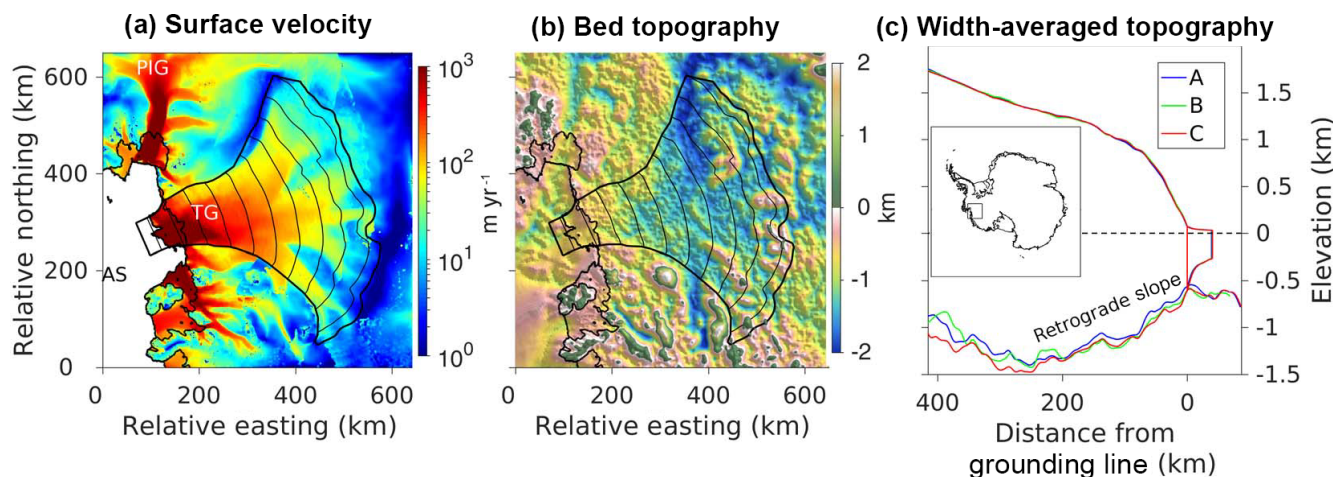 (a) Surface velocity
(b) Bed topography
(c) Width-averaged topography
Relative northing (km)
600
400
200
0
PIG
TG
AS
0 200 400 600
Relative easting (km)
10³
10²
10¹
10⁰
m yr⁻¹
0 200 400 600
Relative easting (km)
2
1
0
-1
-2
km
A
B
C
Retrograde slope
1.5
1
0.5
0
-0.5
-1
-1.5
Elevation (km)
400 200 0
Distance from
grounding line (km)